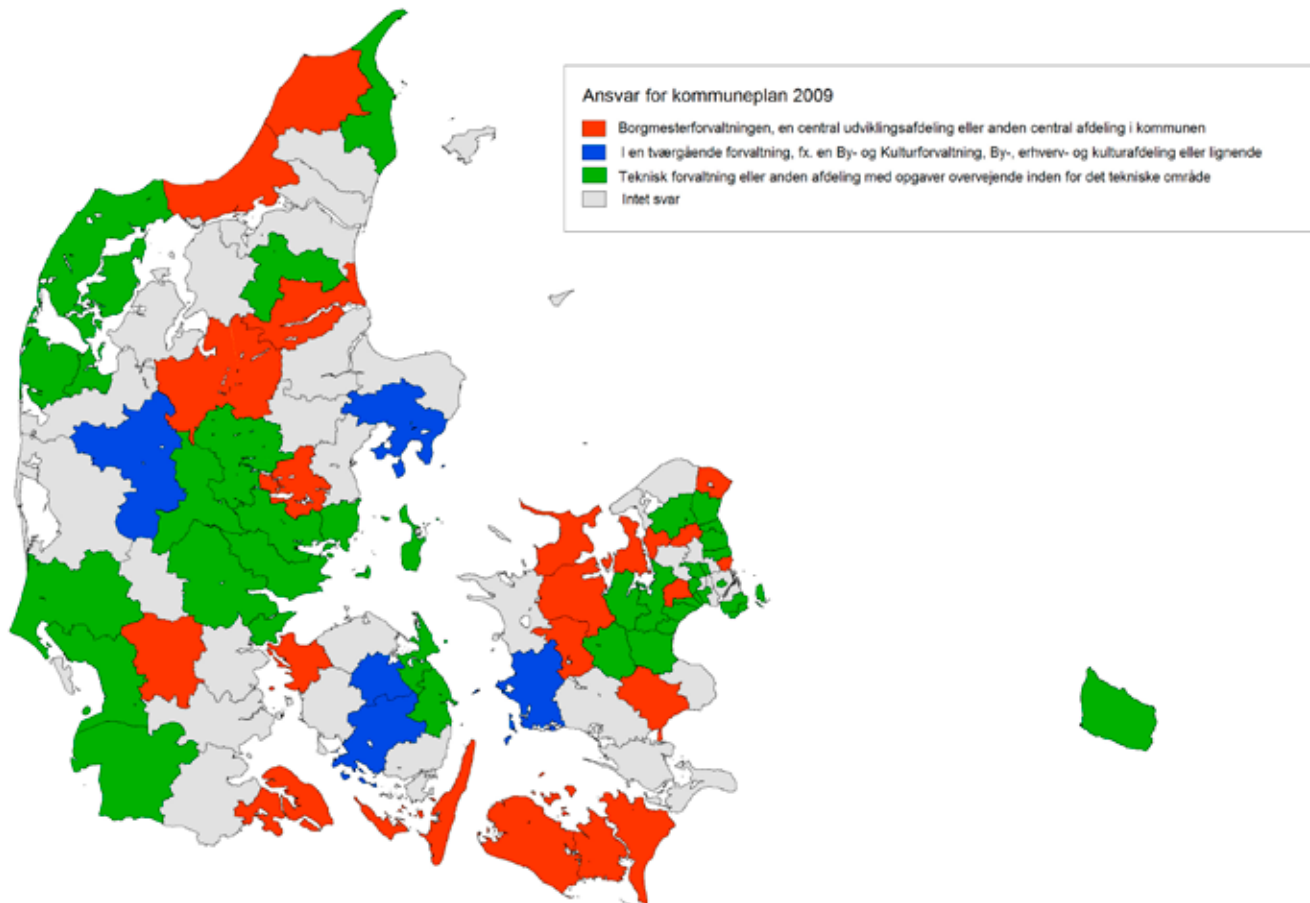 Ansvar for kommuneplan 2009
Borgmesterforvaltningen, en central udviklingsafdeling eller anden central afdeling i kommunen
I en tværgående forvaltning, fx. en By- og Kulturforvaltning, By-, erhverv- og kulturafdeling eller lignende
Teknisk forvaltning eller anden afdeling med opgaver overvejende inden for det tekniske område
Intet svar